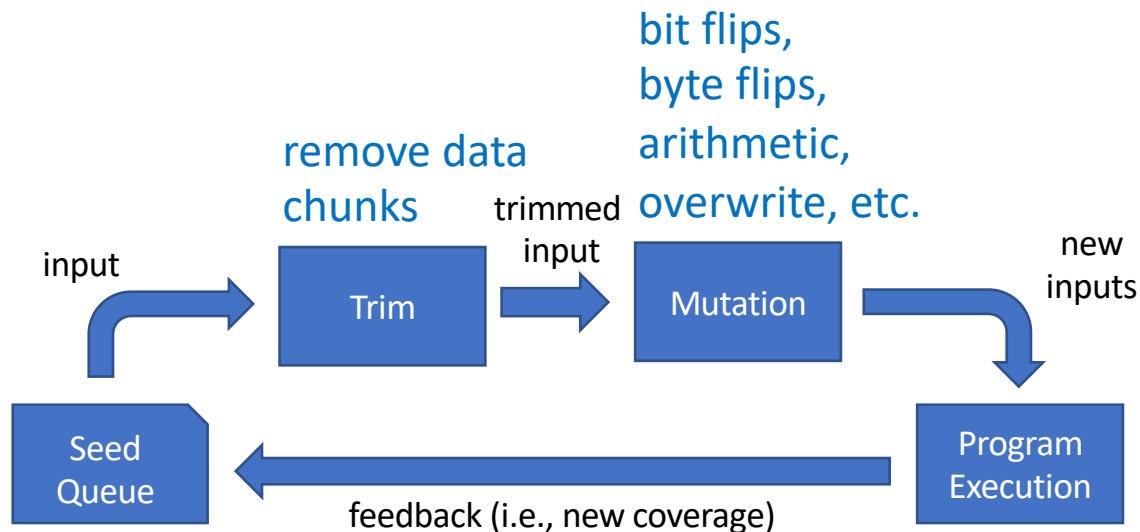 bit flips,
byte flips,
arithmetic,
overwrite, etc.
remove data
chunks
trimmed
input
input
new
inputs
Trim
Mutation
Seed
Queue
Program
Execution
feedback (i.e., new coverage)